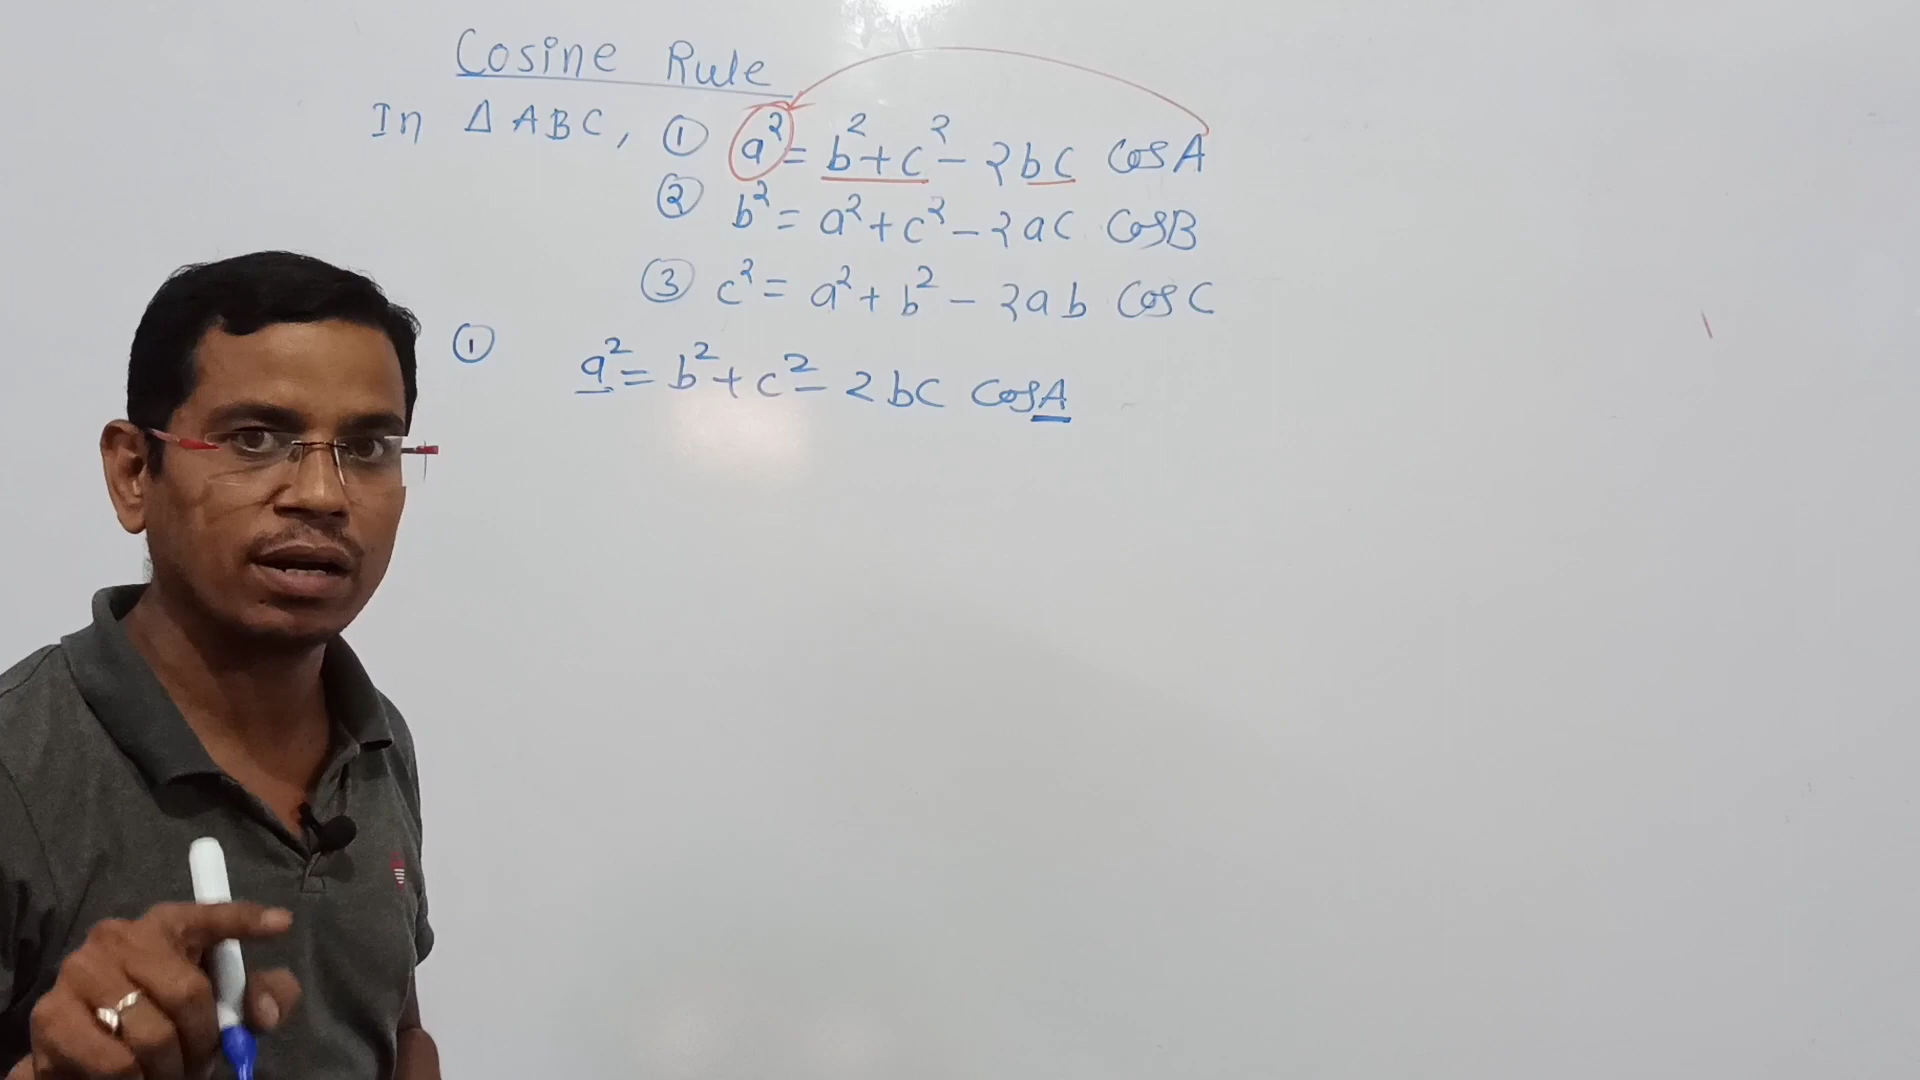 Cosine Rule
In Δ ABC, ① a² = b² + c² - 2bc cosA
② b² = a² + c² - 2ac cosB
③ c² = a² + b² - 2ab cosC
① a² = b² + c² - 2bc cosA